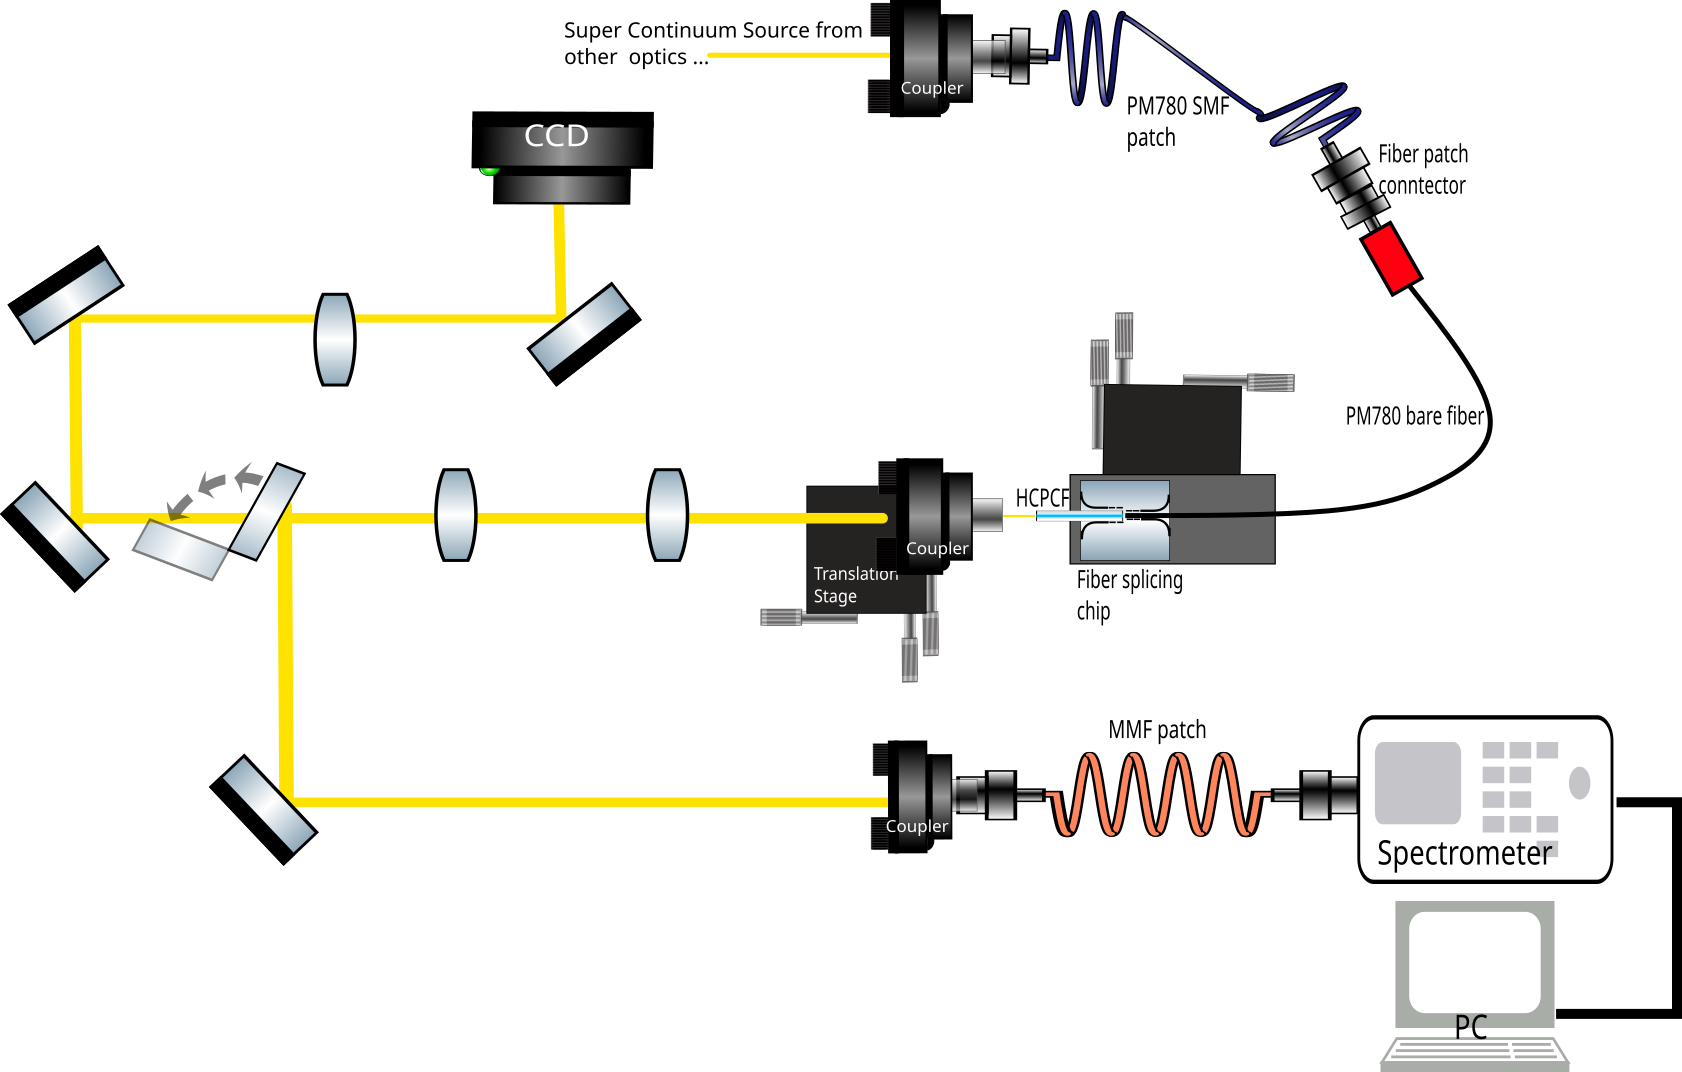 Super Continuum Source from
other optics ...
Coupler
CCD
PM780 SMF
patch
Fiber patch
conntector
PM780 bare fiber
HCPCF
Coupler
Translation
Stage
Fiber splicing
chip
MMF patch
Coupler
Spectrometer
PC